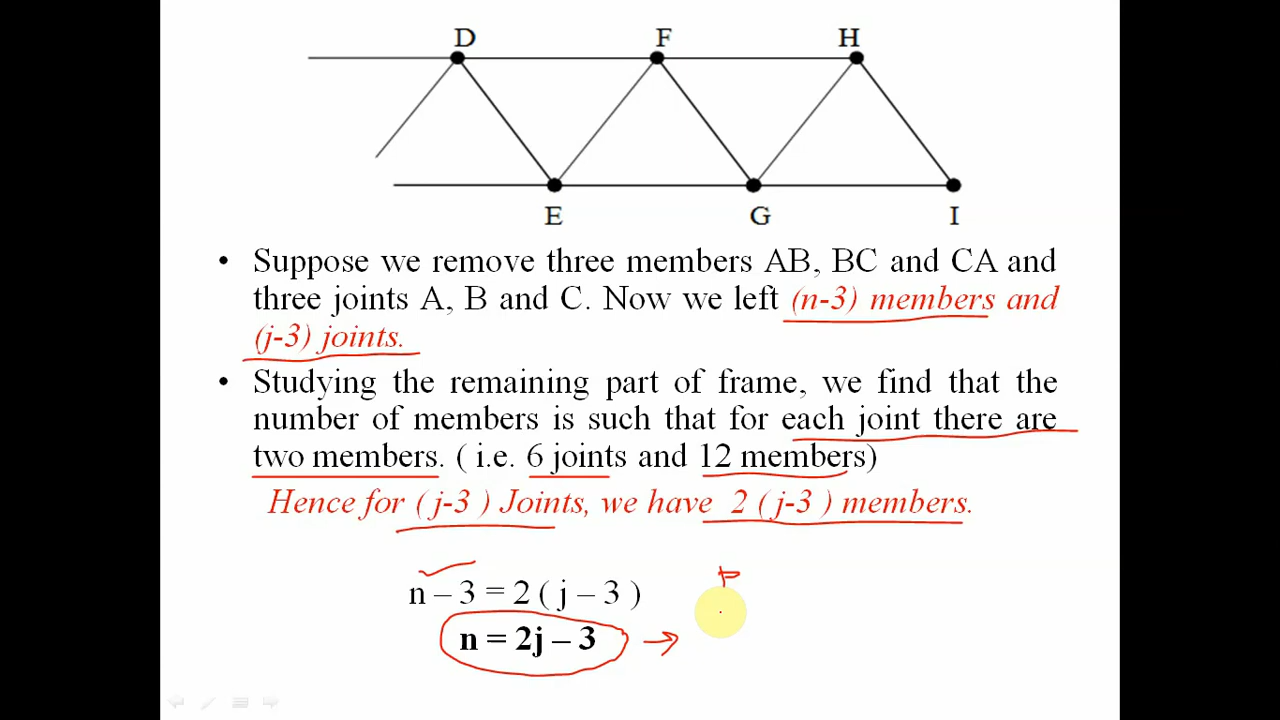 D F H
E G I
• Suppose we remove three members AB, BC and CA and
three joints A, B and C. Now we left (n-3) members and
(j-3) joints.
• Studying the remaining part of frame, we find that the
number of members is such that for each joint there are
two members. ( i.e. 6 joints and 12 members)
Hence for ( j-3 ) Joints, we have 2 ( j-3 ) members.
n – 3 = 2 ( j – 3 )
n = 2j – 3 →